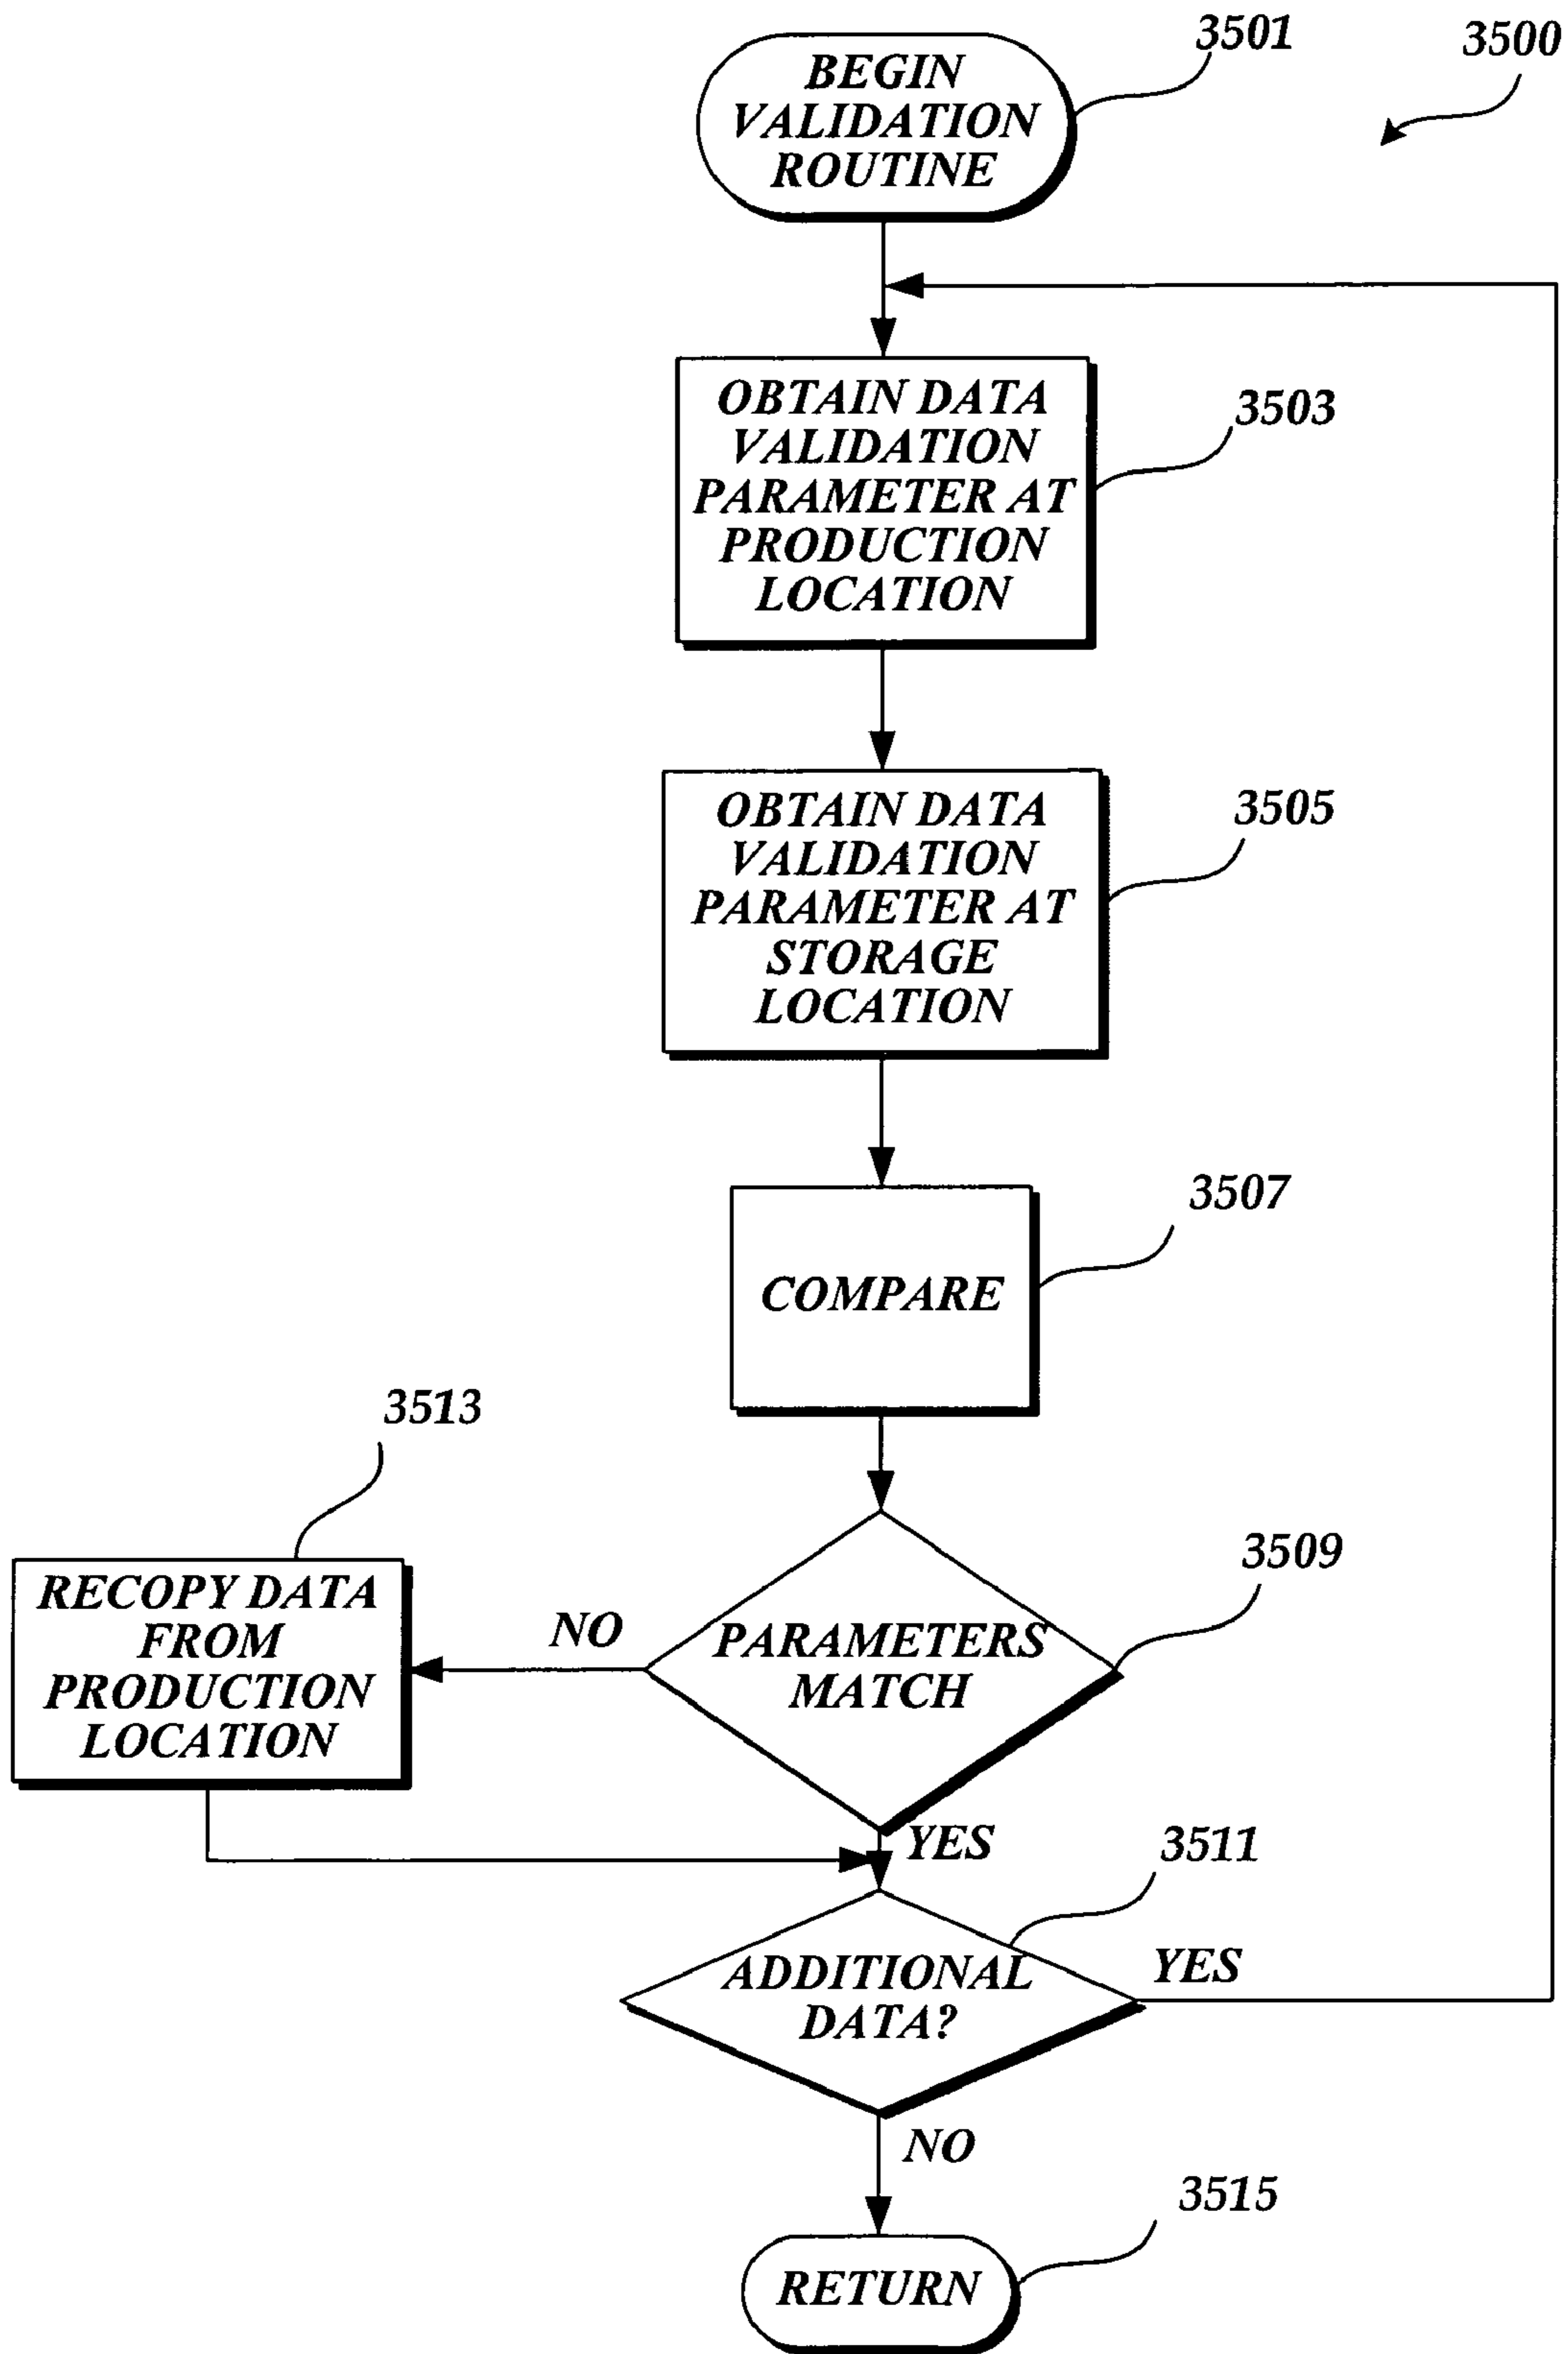 3501
3500
BEGIN
VALIDATION
ROUTINE
OBTAIN DATA
VALIDATION
PARAMETER AT
PRODUCTION
LOCATION
3503
OBTAIN DATA
VALIDATION
PARAMETER AT
STORAGE
LOCATION
3505
COMPARE
3507
3513
RECOPY DATA
FROM
PRODUCTION
LOCATION
NO
PARAMETERS
MATCH
3509
YES
3511
ADDITIONAL
DATA?
YES
NO
3515
RETURN